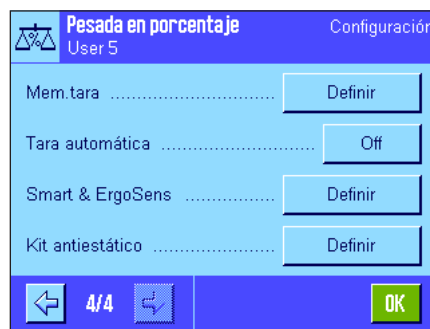 Pesada en porcentaje Configuración
User 5
Mem.tara ............................ Definir
Tara automática .......................... Off
Smart & ErgoSens ............... Definir
Kit antiestático ..................... Definir
4/4 OK